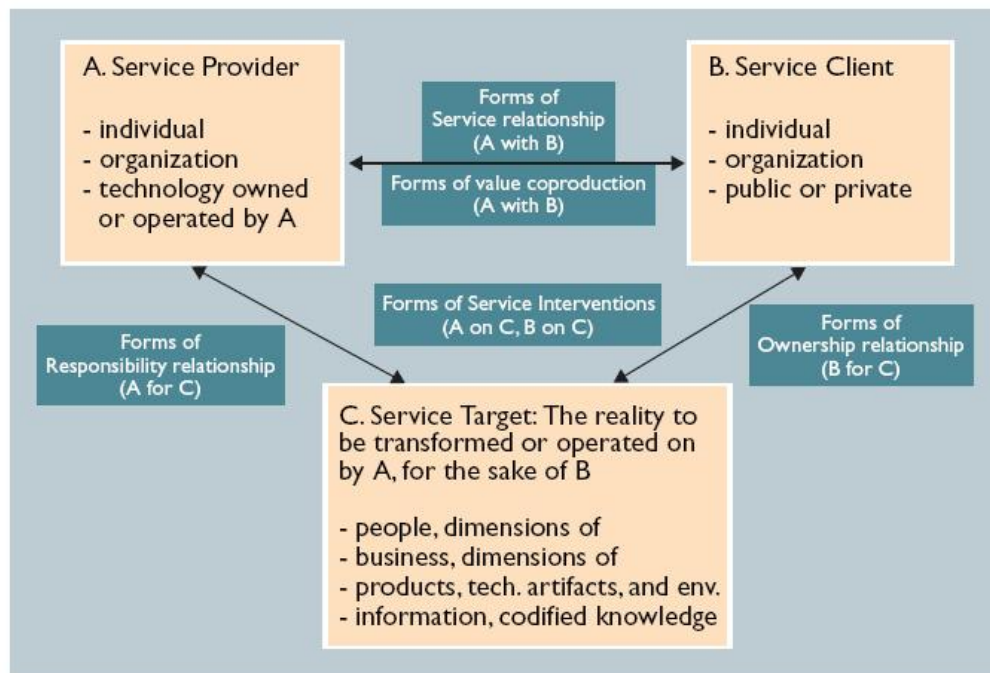 A. Service Provider
- individual
- organization
- technology owned
or operated by A
Forms of
Service relationship
(A with B)
Forms of value coproduction
(A with B)
B. Service Client
- individual
- organization
- public or private
Forms of
Responsibility relationship
(A for C)
Forms of Service Interventions
(A on C, B on C)
Forms of
Ownership relationship
(B for C)
C. Service Target: The reality to
be transformed or operated on
by A, for the sake of B
- people, dimensions of
- business, dimensions of
- products, tech. artifacts, and env.
- information, codified knowledge